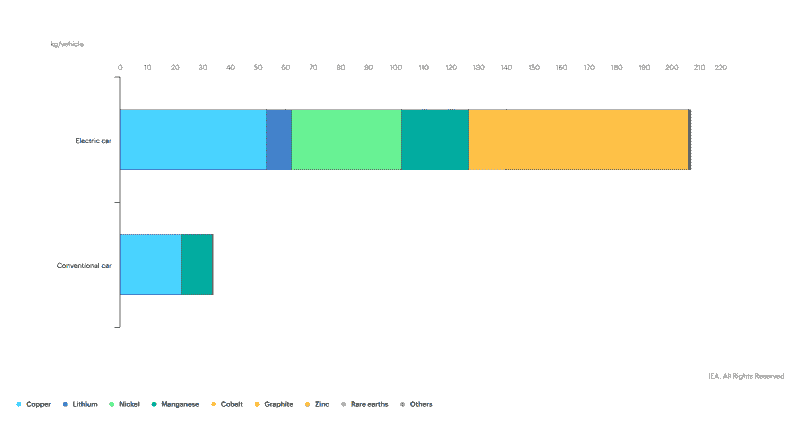 kg/vehicle
0 10 20 30 40 50 60 70 80 90 100 110 120 130 140 150 160 170 180 190 200 210 220
Electric car
Conventional car
IEA. All Rights Reserved
Copper Lithium Nickel Manganese Cobalt Graphite Zinc Rare earths Others